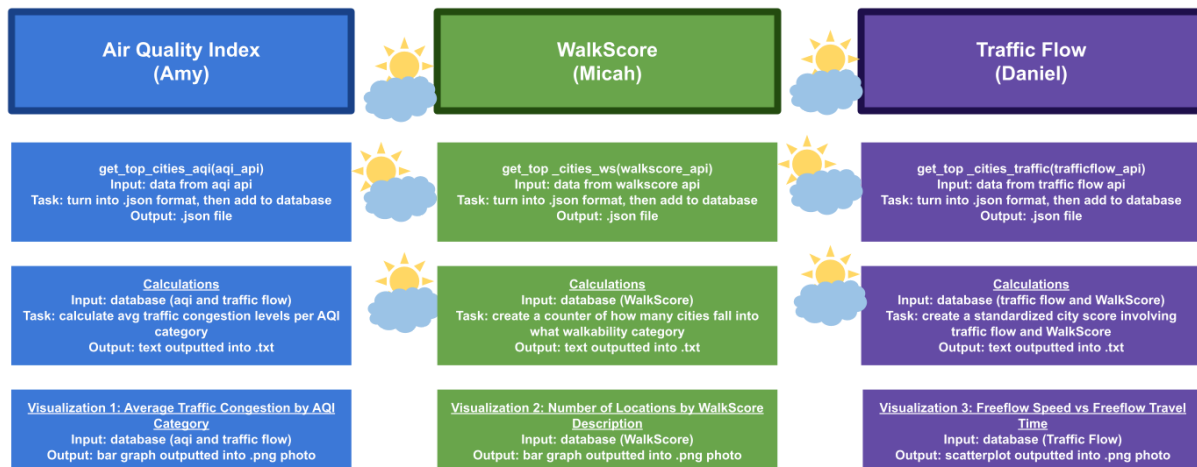 Air Quality Index
(Amy)
WalkScore
(Micah)
Traffic Flow
(Daniel)
get_top_cities_aqi(aqi_api)
Input: data from aqi api
Task: turn into .json format, then add to database
Output: .json file
get_top _cities_ws(walkscore_api)
Input: data from walkscore api
Task: turn into .json format, then add to database
Output: .json file
get_top _cities_traffic(trafficflow_api)
Input: data from traffic flow api
Task: turn into .json format, then add to database
Output: .json file
Calculations
Input: database (aqi and traffic flow)
Task: calculate avg traffic congestion levels per AQI
category
Output: text outputted into .txt
Calculations
Input: database (WalkScore)
Task: create a counter of how many cities fall into
what walkability category
Output: text outputted into .txt
Calculations
Input: database (traffic flow and WalkScore)
Task: create a standardized city score involving
traffic flow and WalkScore
Output: text outputted into .txt
Visualization 1: Average Traffic Congestion by AQI
Category
Input: database (aqi and traffic flow)
Output: bar graph outputted into .png photo
Visualization 2: Number of Locations by WalkScore
Description
Input: database (WalkScore)
Output: bar graph outputted into .png photo
Visualization 3: Freeflow Speed vs Freeflow Travel
Time
Input: database (Traffic Flow)
Output: scatterplot outputted into .png photo